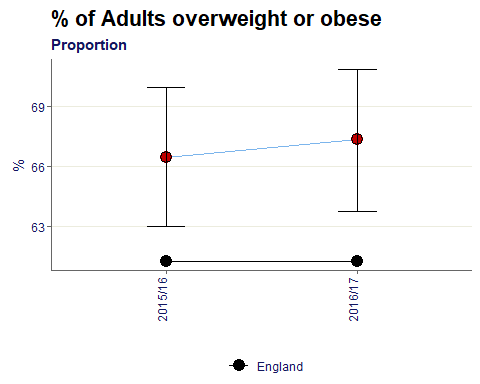 % of Adults overweight or obese
Proportion
69
66
63
%
2015/16
2016/17
England